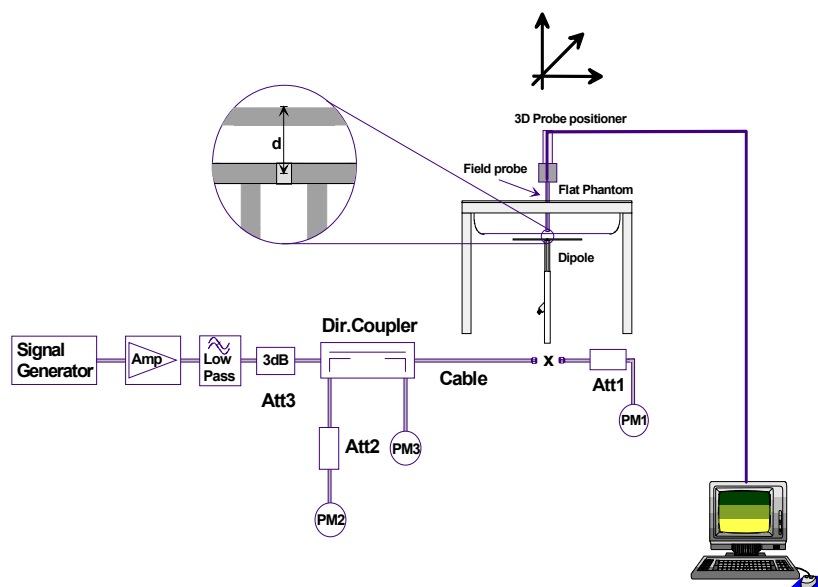 3D Probe positioner
d
Field probe
Flat Phantom
Dipole
Dir.Coupler
Signal
Generator
Amp
Low
Pass
3dB
Cable
x
Att1
Att3
PM1
Att2
PM3
PM2